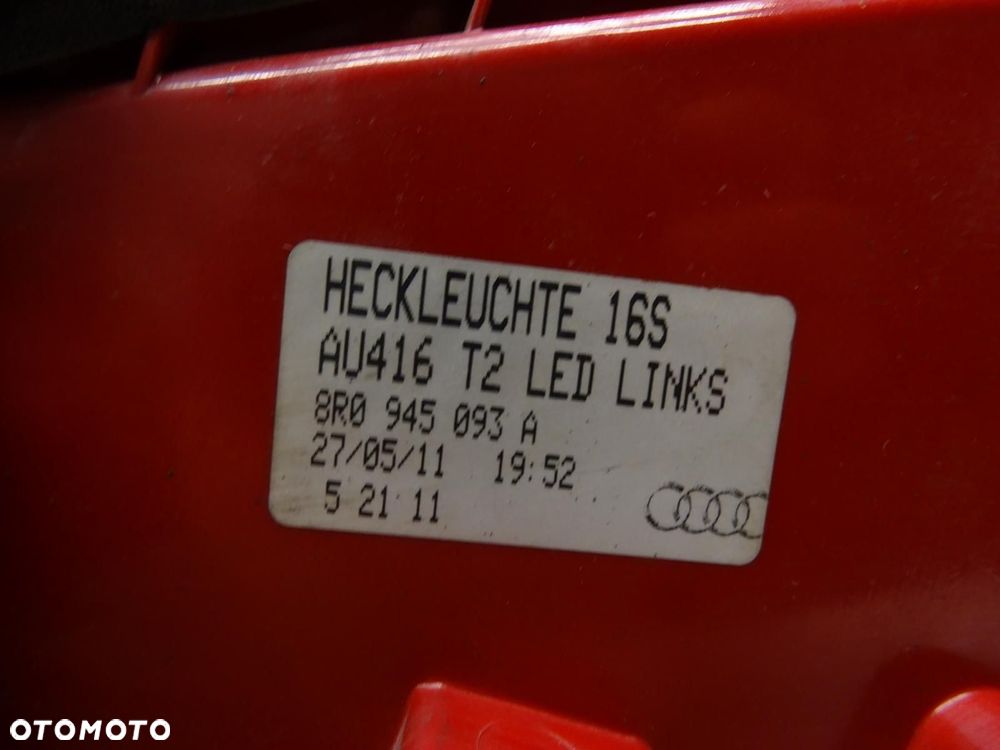 HECKLEUCHTE 16S
AU416 T2 LED LINKS
8R0 945 093 A
27/05/11 19:52
5 21 11
OTOMOTO